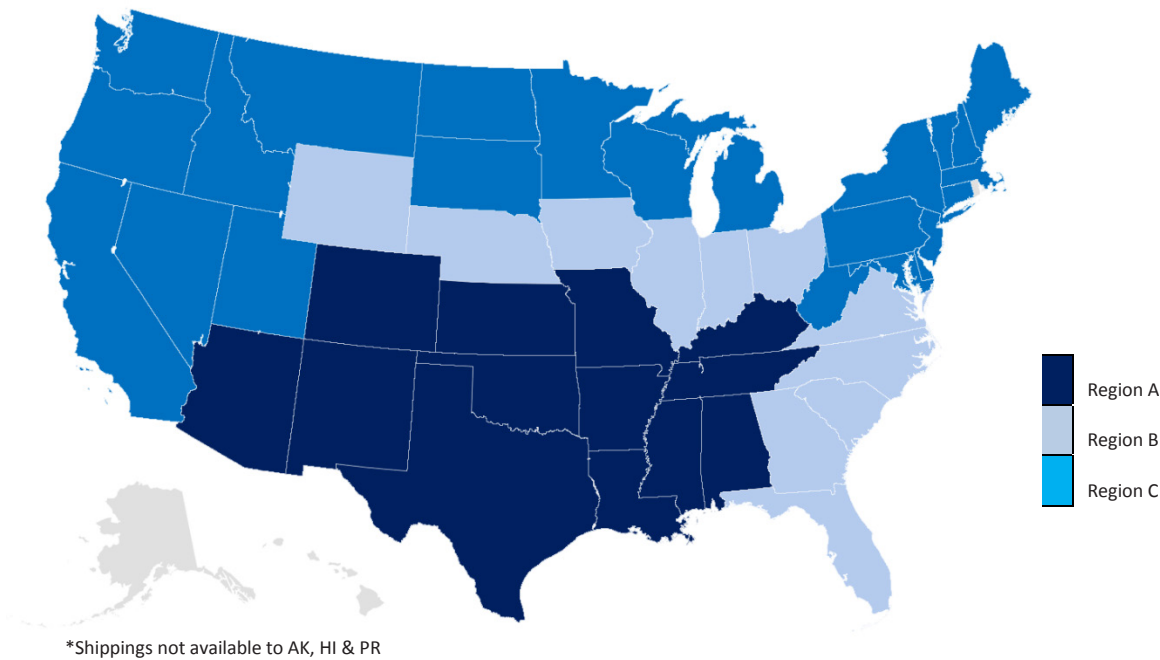 Region A
Region B
Region C
*Shippings not available to AK, HI & PR